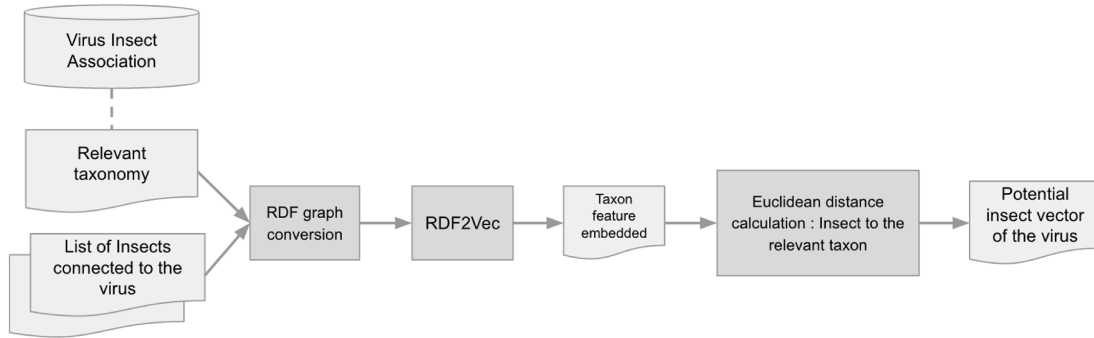 Virus Insect
Association
Relevant
taxonomy
List of Insects
connected to the
virus
RDF graph
conversion
RDF2Vec
Taxon
feature
embedded
Euclidean distance
calculation : Insect to the
relevant taxon
Potential
insect vector
of the virus